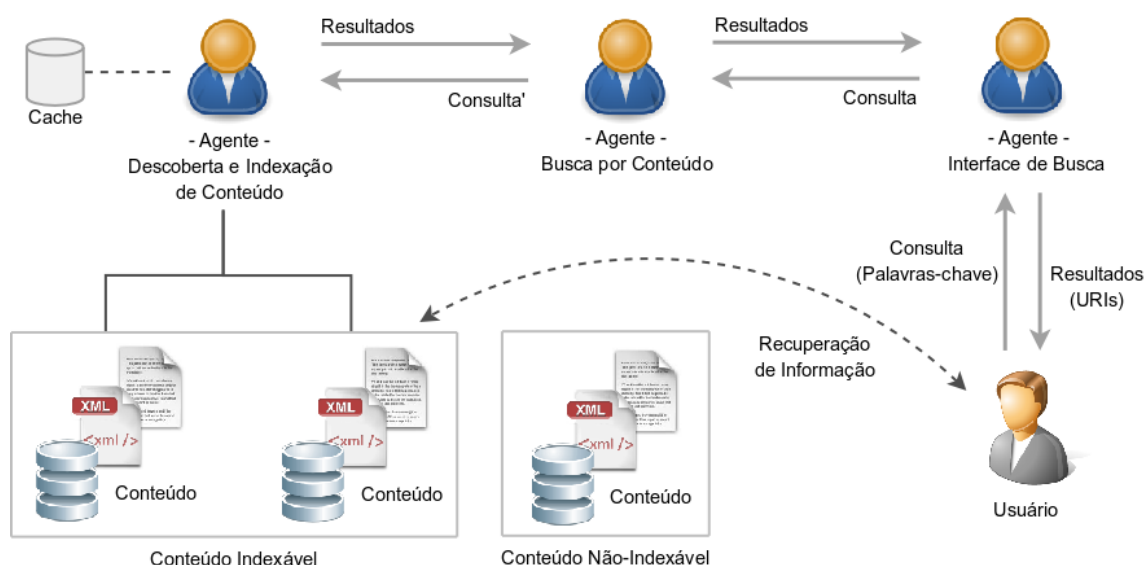 Resultados
Consulta'
Resultados
Consulta
Cache
- Agente -
Descoberta e Indexação
de Conteúdo
- Agente -
Busca por Conteúdo
- Agente -
Interface de Busca
Consulta
(Palavras-chave)
Resultados
(URIs)
Recuperação
de Informação
XML
<xml />
Conteúdo
XML
<xml />
Conteúdo
XML
<xml />
Conteúdo
Usuário
Conteúdo Indexável
Conteúdo Não-Indexável